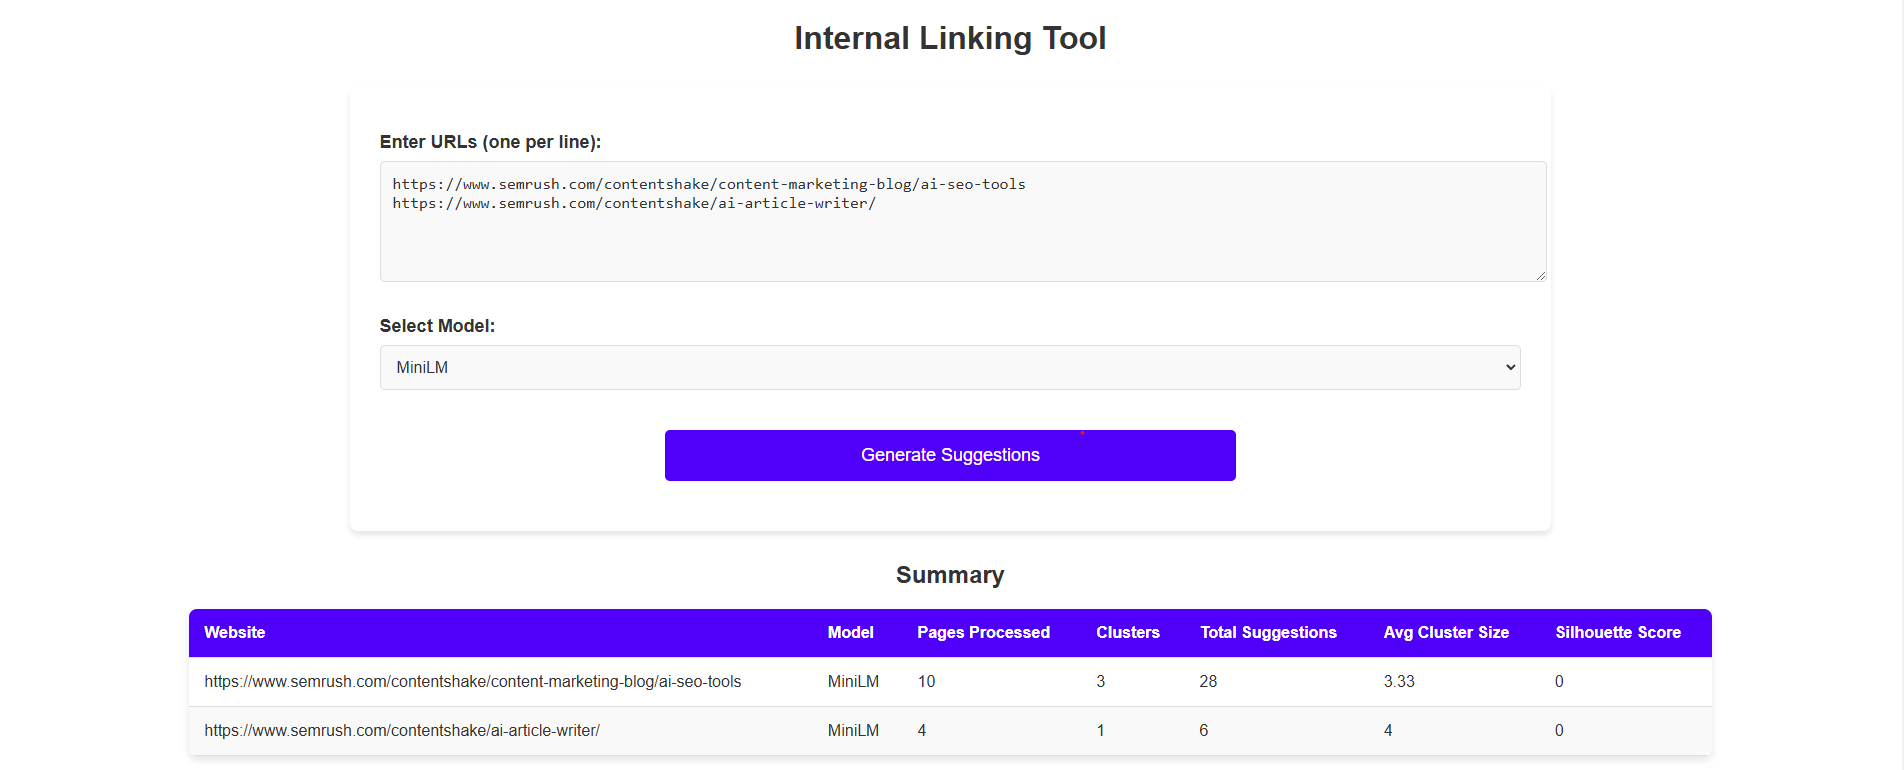 Internal Linking Tool
Enter URLs (one per line):
https://www.semrush.com/contentshake/content-marketing-blog/ai-seo-tools
https://www.semrush.com/contentshake/ai-article-writer/
Select Model:
MiniLM
Generate Suggestions
Summary
Website Model Pages Processed Clusters Total Suggestions Avg Cluster Size Silhouette Score
https://www.semrush.com/contentshake/content-marketing-blog/ai-seo-tools MiniLM 10 3 28 3.33 0
https://www.semrush.com/contentshake/ai-article-writer/ MiniLM 4 1 6 4 0